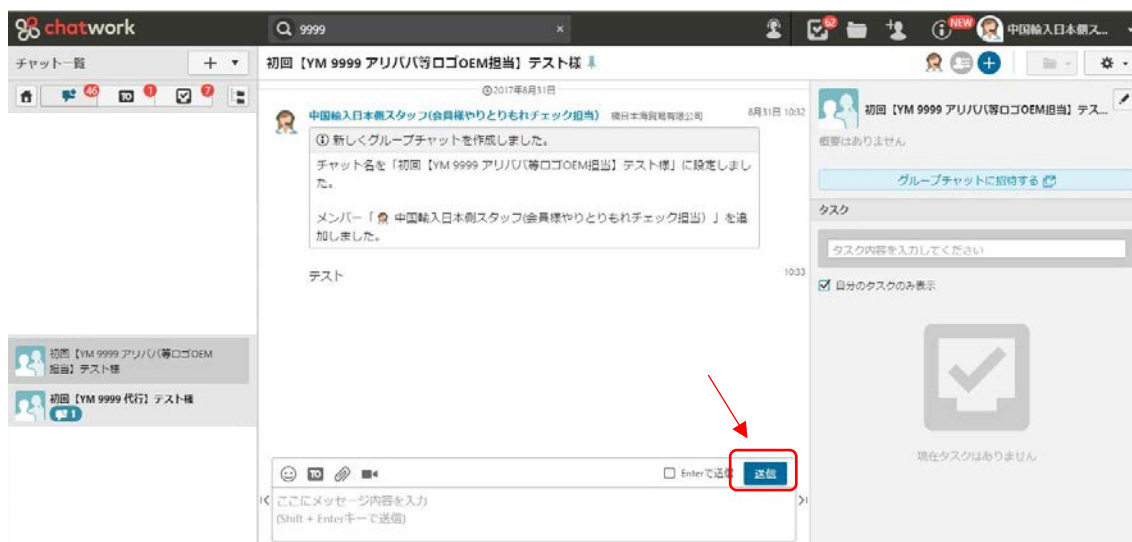 chatwork
9999
×
62
NEW
中国輸入日本側ス...
チャット一覧
初回【YM 9999 アリババ等ロゴOEM担当】テスト様
46
TO
1
7
2017年8月31日
中国輸入日本側スタッフ(会員様やりとりもれチェック担当)
8月31日 10:32
新しくグループチャットを作成しました。
チャット名を「初回【YM 9999 アリババ等ロゴOEM担当】テスト様」に設定しまし
た。
メンバー「 中国輸入日本側スタッフ(会員様やりとりもれチェック担当) 」を追
加しました。
テスト
10:33
初回【YM 9999 アリババ等ロゴOEM
担当】テスト様
初回【YM 9999 代行】テスト様
1
TO
Enterで送信
送信
ここにメッセージ内容を入力
(Shift + Enterキーで送信)
初回【YM 9999 アリババ等ロゴOEM担当】テス...
概要はありません
グループチャットに招待する
タスク
タスク内容を入力してください
自分のタスクのみ表示
現在タスクはありません